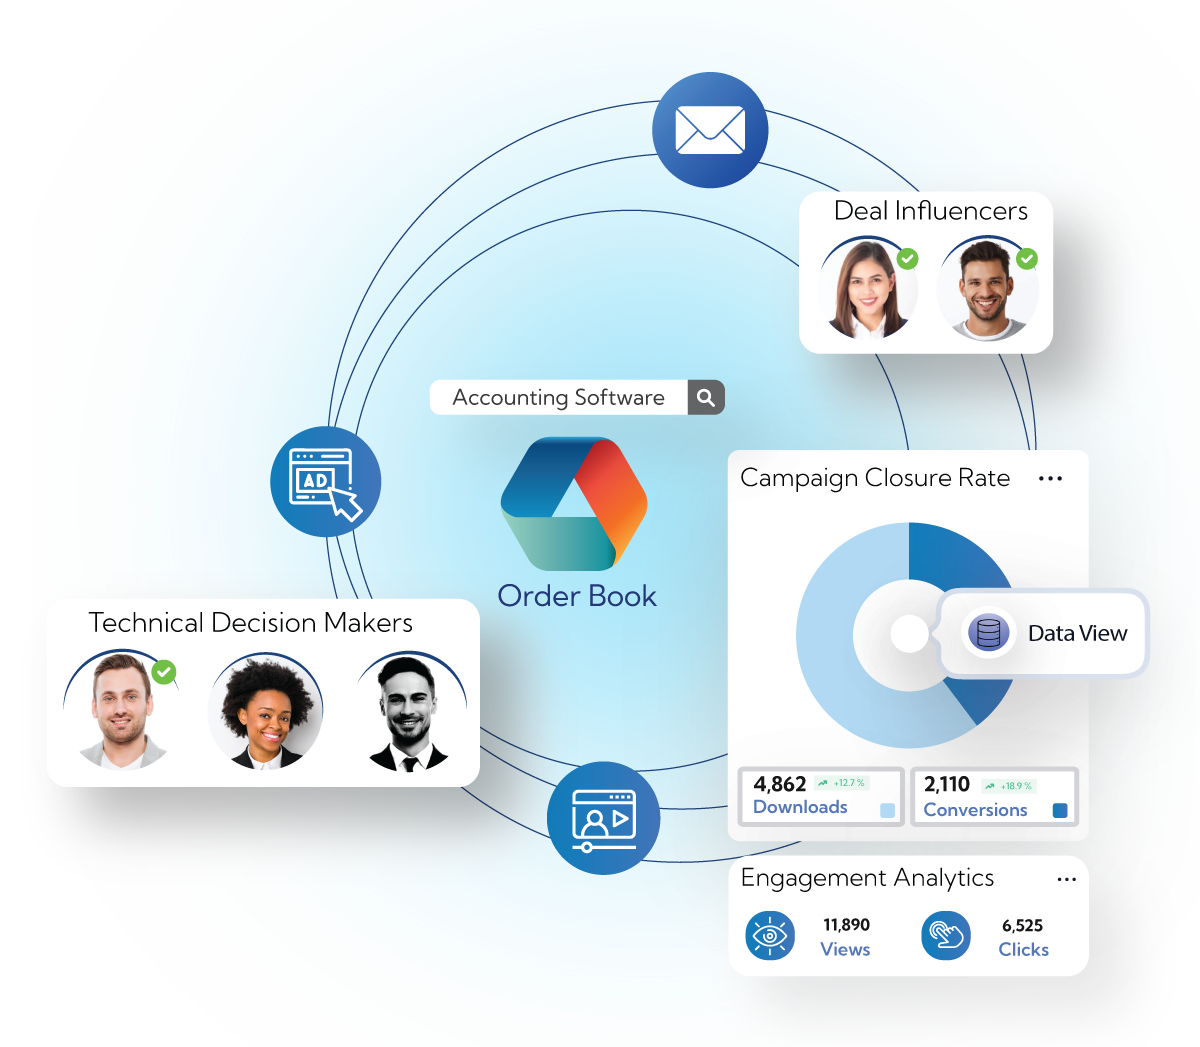 Deal Influencers
Accounting Software
Campaign Closure Rate
AD
Order Book
Technical Decision Makers
Data View
4,862 +12.7 %
Downloads
2,110 +18.9 %
Conversions
Engagement Analytics
11,890
Views
6,525
Clicks